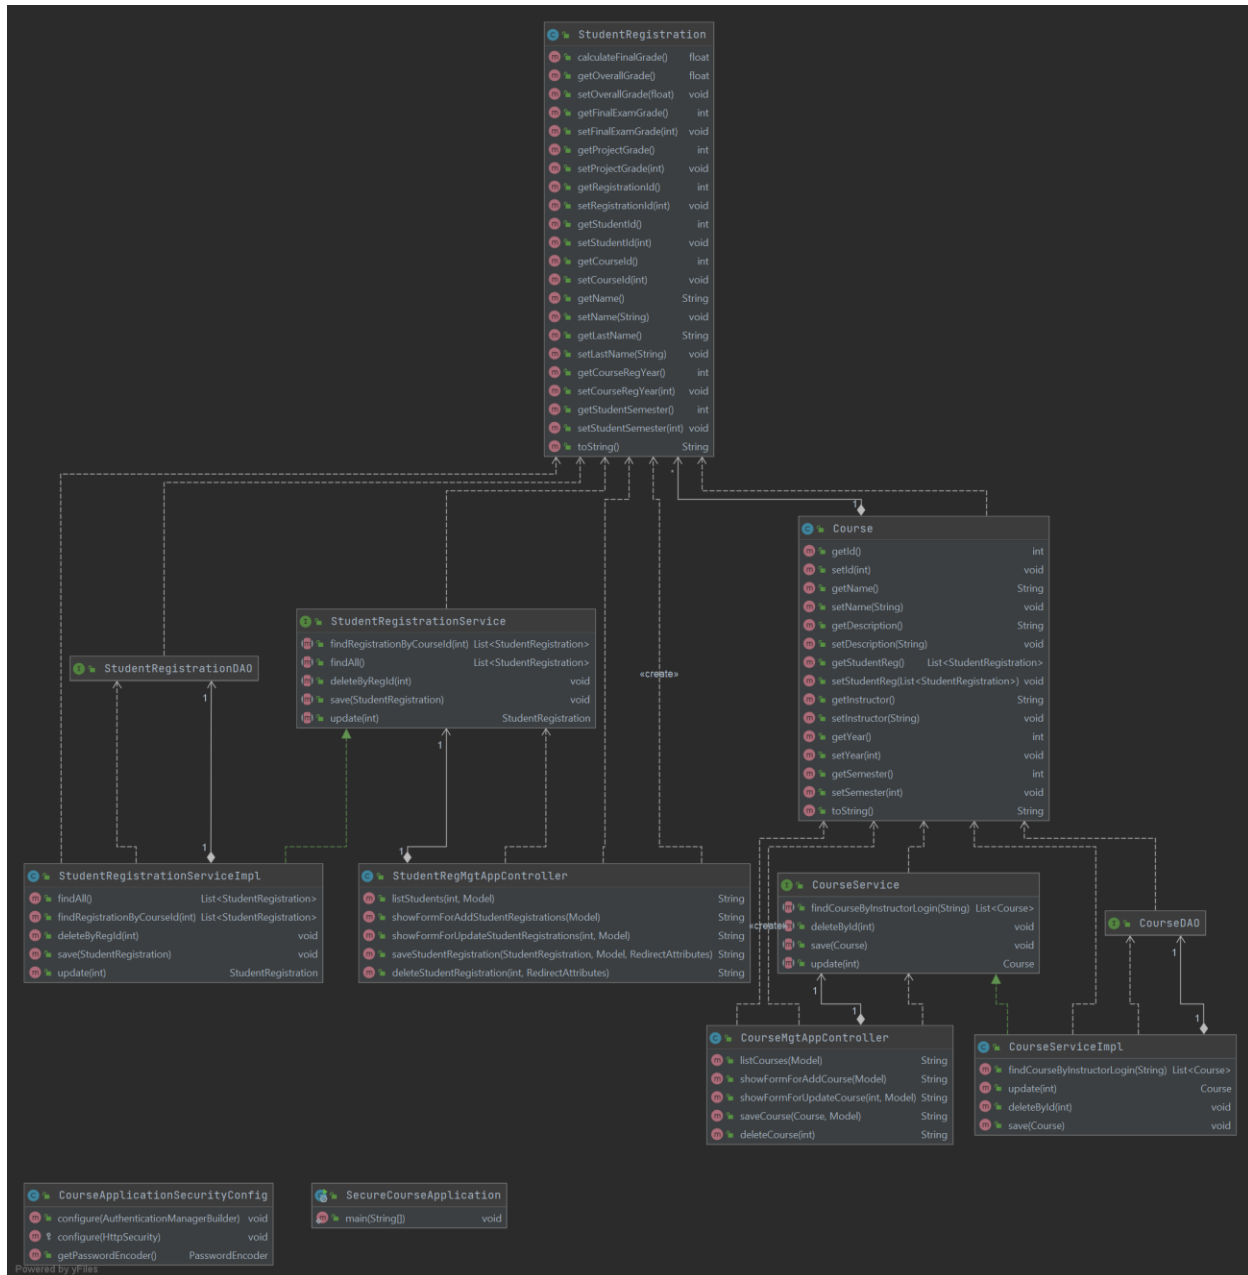 StudentRegistration
calculateFinalGrade() float
getOverallGrade() float
setOverallGrade(float) void
getFinalExamGrade() int
setFinalExamGrade(int) void
getProjectGrade() int
setProjectGrade(int) void
getRegistrationId() int
setRegistrationId(int) void
getStudentId() int
setStudentId(int) void
getCourseId() int
setCourseId(int) void
getName() String
setName(String) void
getLastName() String
setLastName(String) void
getCourseRegYear() int
setCourseRegYear(int) void
getStudentSemester() int
setStudentSemester(int) void
toString() String
*
1
Course
getId() int
setId(int) void
getName() String
setName(String) void
getDescription() String
setDescription(String) void
getStudentReg() List<StudentRegistration>
setStudentReg(List<StudentRegistration>) void
getInstructor() String
setInstructor(String) void
getYear() int
setYear(int) void
getSemester() int
setSemester(int) void
toString() String
StudentRegistrationService
findRegistrationByCourseId(int) List<StudentRegistration>
findAll() List<StudentRegistration>
deleteByRegId(int) void
save(StudentRegistration) void
update(int) StudentRegistration
StudentRegistrationDAO
«create»
1
1
1
1
StudentRegistrationServiceImpl
findAll() List<StudentRegistration>
findRegistrationByCourseId(int) List<StudentRegistration>
deleteByRegId(int) void
save(StudentRegistration) void
update(int) StudentRegistration
StudentRegMgtAppController
listStudents(int, Model) String
showFormForAddStudentRegistrations(Model) String
showFormForUpdateStudentRegistrations(int, Model) String
saveStudentRegistration(StudentRegistration, Model, RedirectAttributes) String
deleteStudentRegistration(int, RedirectAttributes) String
CourseService
findCourseByInstructorLogin(String) List<Course>
deleteById(int) void
save(Course) void
update(int) Course
«create»
CourseDAO
1
1
1
1
CourseMgtAppController
listCourses(Model) String
showFormForAddCourse(Model) String
showFormForUpdateCourse(int, Model) String
saveCourse(Course, Model) String
deleteCourse(int) String
CourseServiceImpl
findCourseByInstructorLogin(String) List<Course>
update(int) Course
deleteById(int) void
save(Course) void
CourseApplicationSecurityConfig
configure(AuthenticationManagerBuilder) void
configure(HttpSecurity) void
getPasswordEncoder() PasswordEncoder
SecureCourseApplication
main(String[]) void
Powered by yFiles